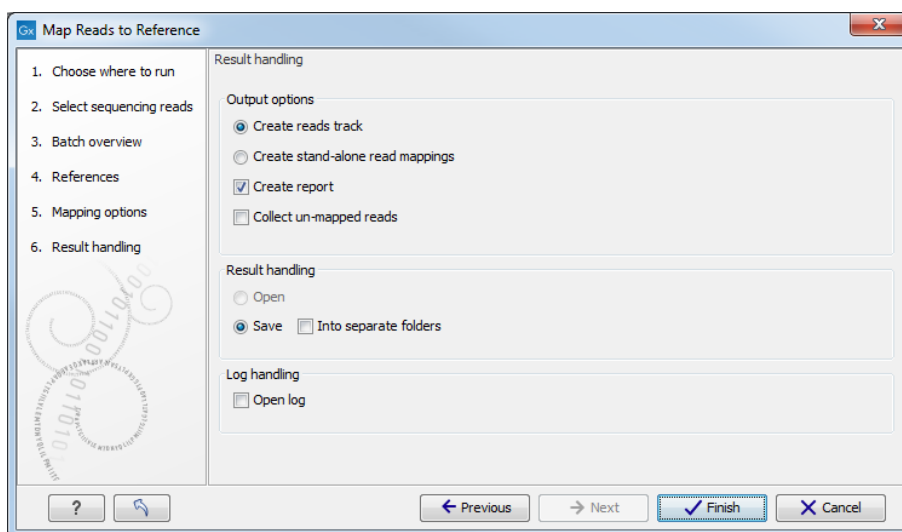 Gx Map Reads to Reference
1. Choose where to run
2. Select sequencing reads
3. Batch overview
4. References
5. Mapping options
6. Result handling
Result handling
Output options
Create reads track
Create stand-alone read mappings
Create report
Collect un-mapped reads
Result handling
Open
Save Into separate folders
Log handling
Open log
? Previous Next Finish Cancel